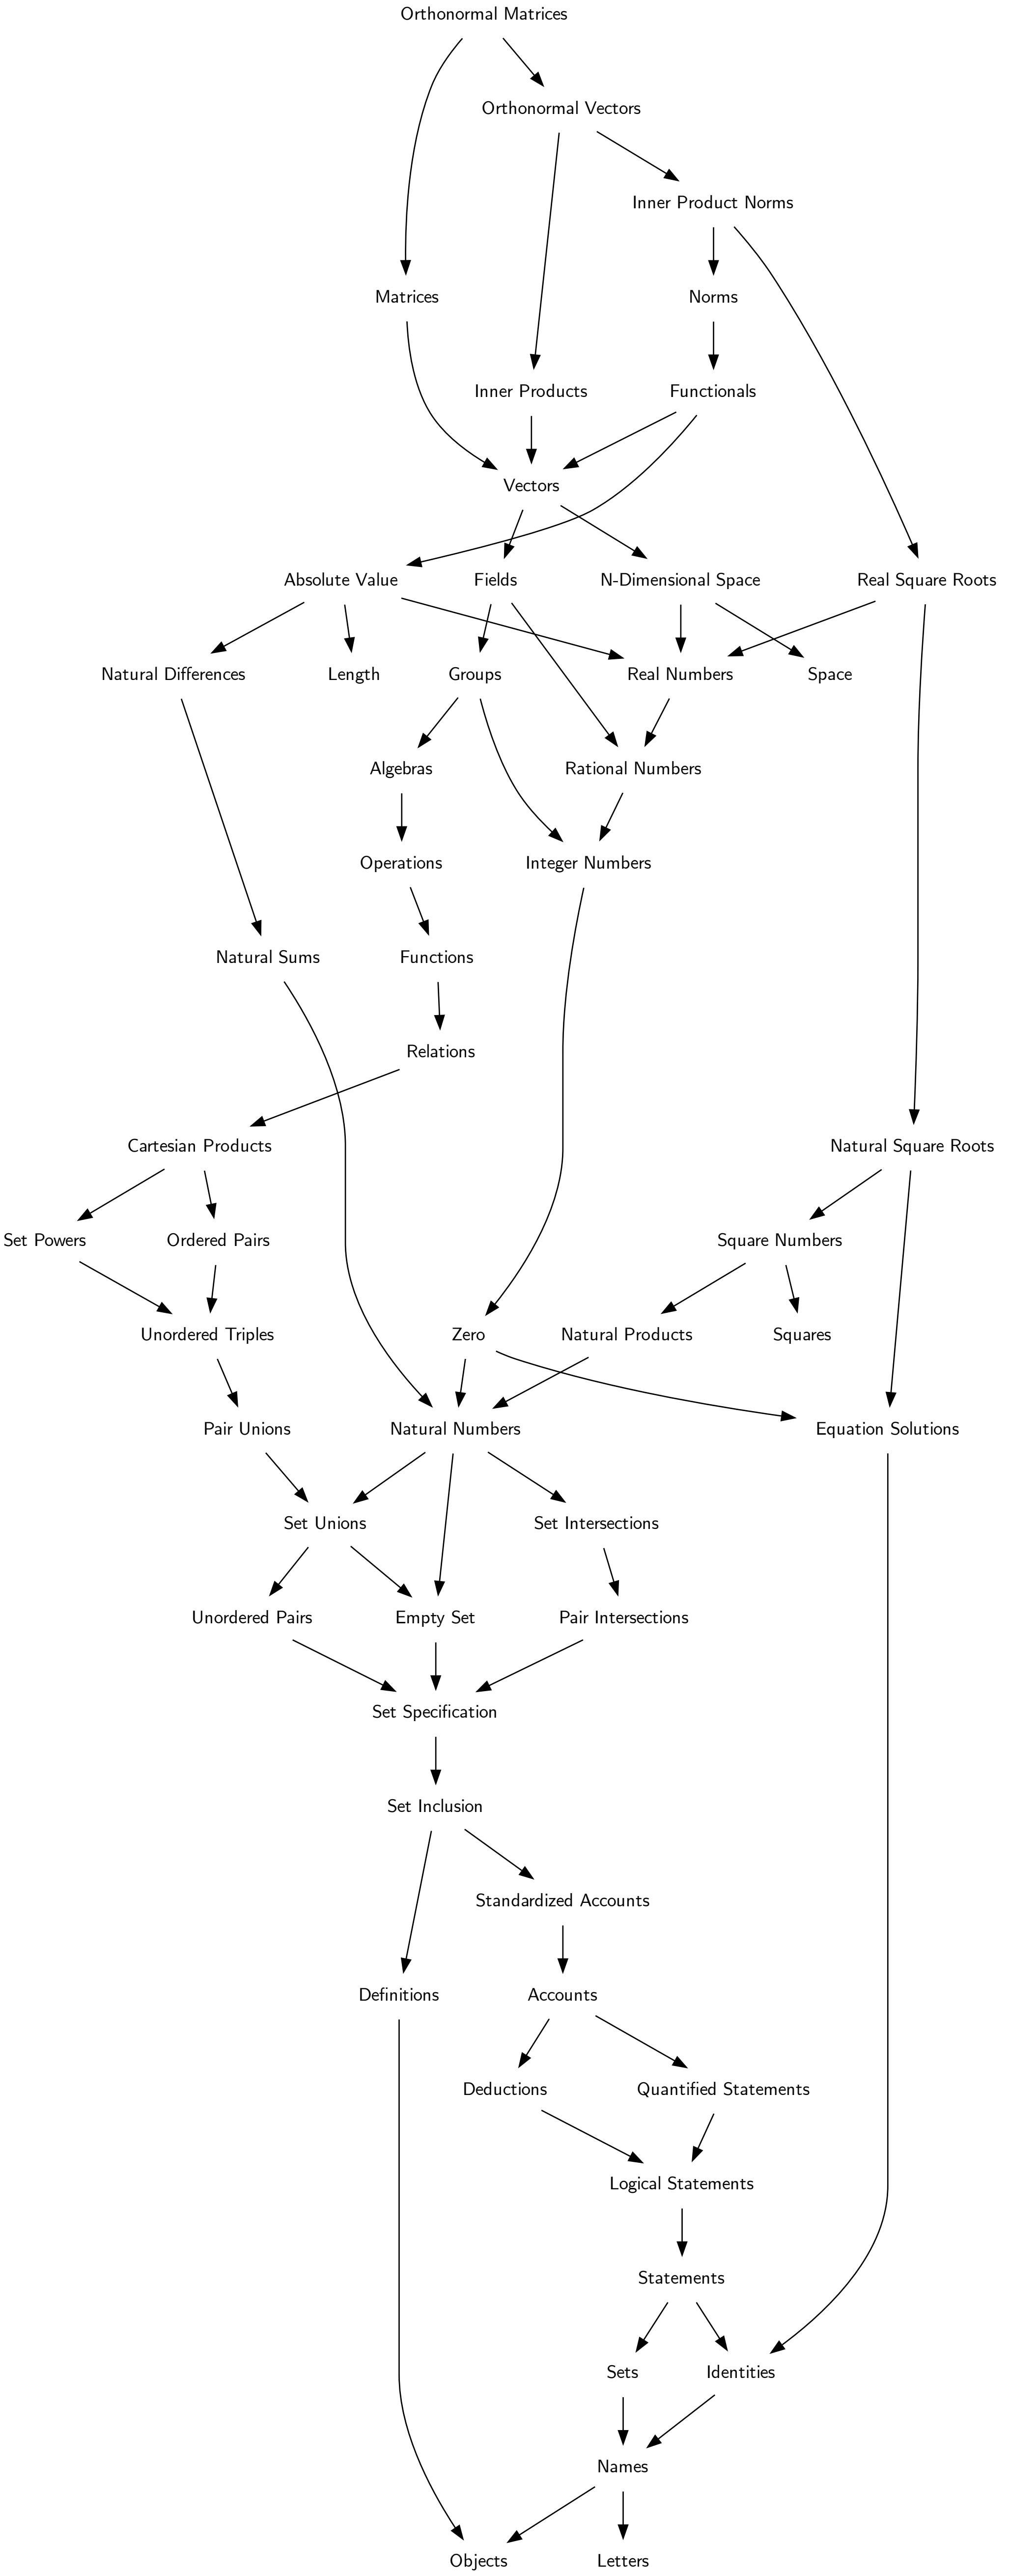 Orthonormal Matrices
Orthonormal Vectors
Inner Product Norms
Matrices
Norms
Inner Products
Functionals
Vectors
Absolute Value
Fields
N-Dimensional Space
Real Square Roots
Natural Differences
Length
Groups
Real Numbers
Space
Algebras
Rational Numbers
Operations
Integer Numbers
Natural Sums
Functions
Relations
Cartesian Products
Natural Square Roots
Set Powers
Ordered Pairs
Square Numbers
Unordered Triples
Zero
Natural Products
Squares
Pair Unions
Natural Numbers
Equation Solutions
Set Unions
Set Intersections
Unordered Pairs
Empty Set
Pair Intersections
Set Specification
Set Inclusion
Standardized Accounts
Definitions
Accounts
Deductions
Quantified Statements
Logical Statements
Statements
Sets
Identities
Names
Objects
Letters